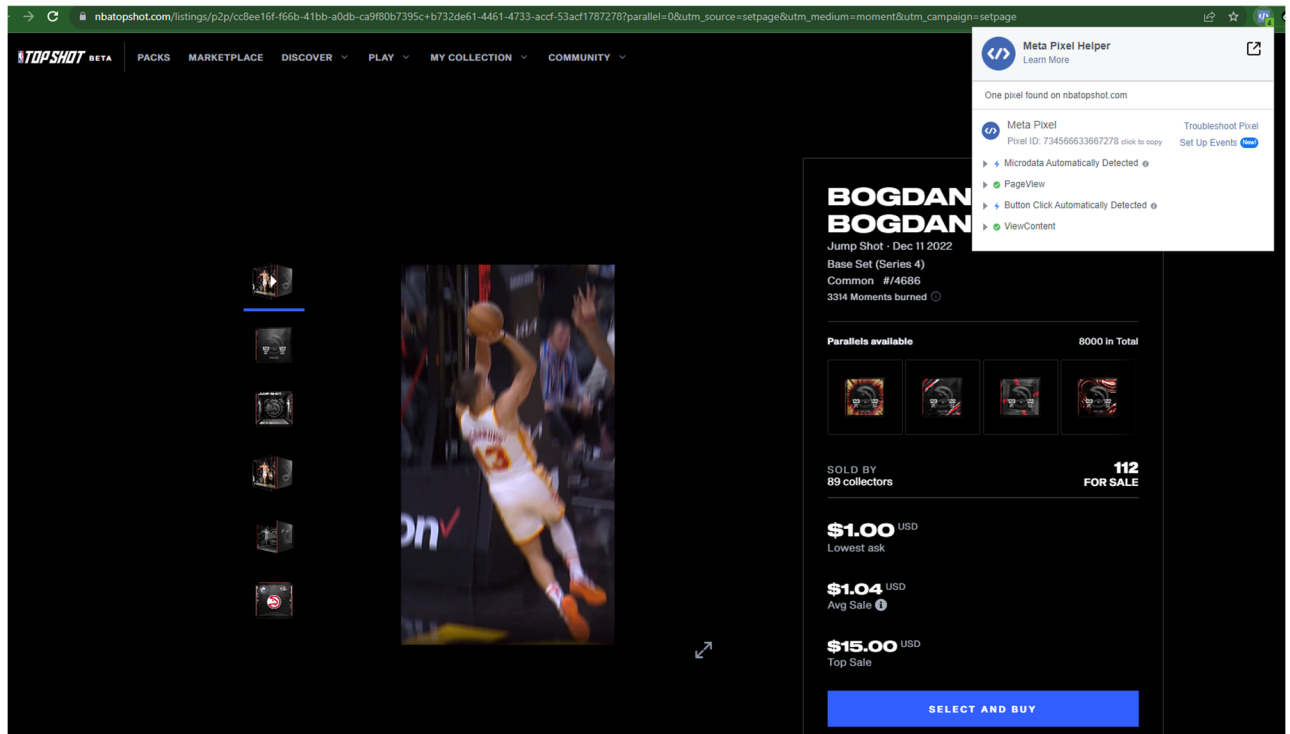 nbatopshot.com/listings/p2p/cc8ee16f-f66b-41bb-a0db-ca9f80b7395c+b732de61-4461-4733-accf-53acf1787278?parallel=0&utm_source=setpage&utm_medium=moment&utm_campaign=setpage
TOPSHOT BETA
PACKS
MARKETPLACE
DISCOVER
PLAY
MY COLLECTION
COMMUNITY
Meta Pixel Helper
Learn More
One pixel found on nbatopshot.com
Meta Pixel
Troubleshoot Pixel
Pixel ID: 734566633667278 click to copy
Set Up Events New!
Microdata Automatically Detected
PageView
Button Click Automatically Detected
ViewContent
BOGDAN
BOGDAN
Jump Shot · Dec 11 2022
Base Set (Series 4)
Common #/4686
3314 Moments burned
Parallels available
8000 in Total
SOLD BY
89 collectors
112
FOR SALE
$1.00 USD
Lowest ask
$1.04 USD
Avg Sale
$15.00 USD
Top Sale
SELECT AND BUY
JUMP SHOT
13
on